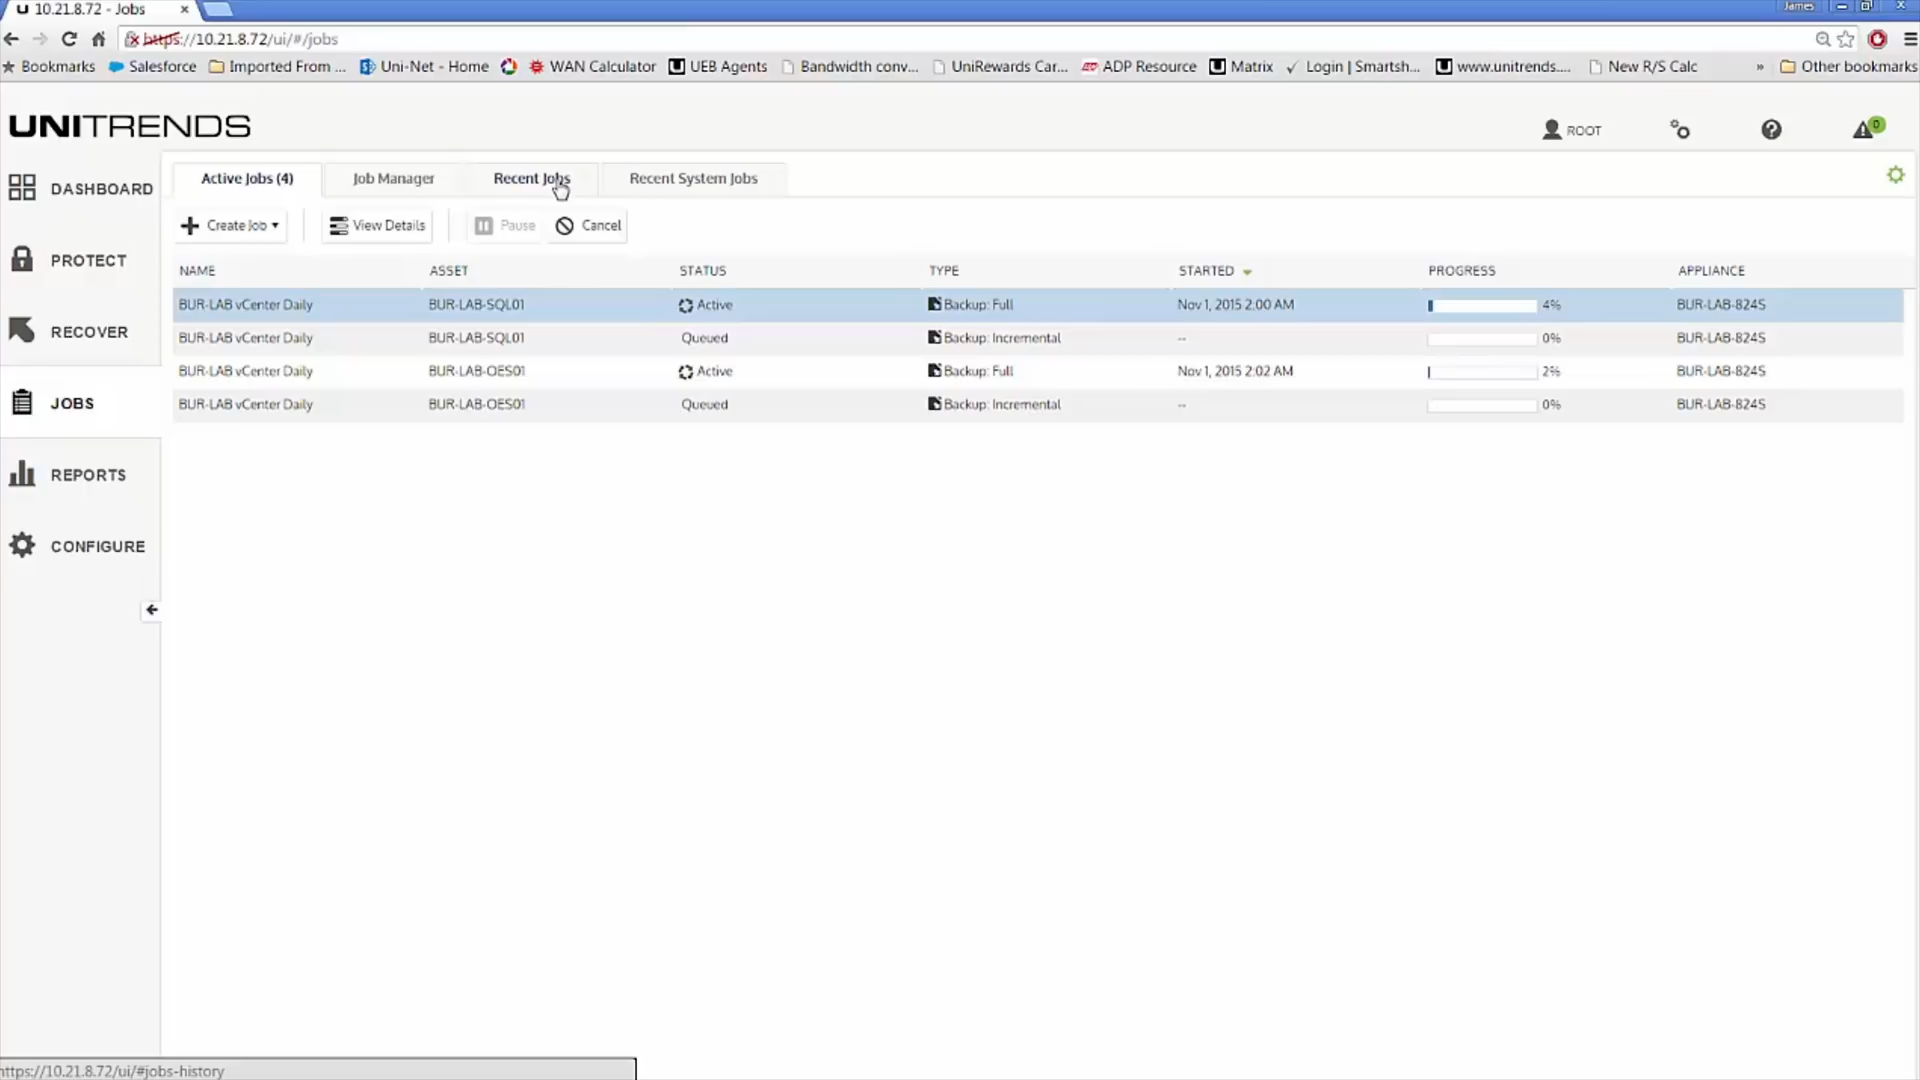 10.21.8.72 - Jobs
James
https://10.21.8.72/ui/#/jobs
Bookmarks Salesforce Imported From ... Uni-Net - Home WAN Calculator UEB Agents Bandwidth conv... UniRewards Car... ADP Resource Matrix Login | Smartsh... www.unitrends.... New R/S Calc » Other bookmarks
UNITRENDS
ROOT
0
DASHBOARD
PROTECT
RECOVER
JOBS
REPORTS
CONFIGURE
Active Jobs (4) Job Manager Recent Jobs Recent System Jobs
Create Job View Details Pause Cancel
NAME ASSET STATUS TYPE STARTED PROGRESS APPLIANCE
BUR-LAB vCenter Daily BUR-LAB-SQL01 Active Backup: Full Nov 1, 2015 2:00 AM 4% BUR-LAB-824S
BUR-LAB vCenter Daily BUR-LAB-SQL01 Queued Backup: Incremental -- 0% BUR-LAB-824S
BUR-LAB vCenter Daily BUR-LAB-OES01 Active Backup: Full Nov 1, 2015 2:02 AM 2% BUR-LAB-824S
BUR-LAB vCenter Daily BUR-LAB-OES01 Queued Backup: Incremental -- 0% BUR-LAB-824S
https://10.21.8.72/ui/#jobs-history